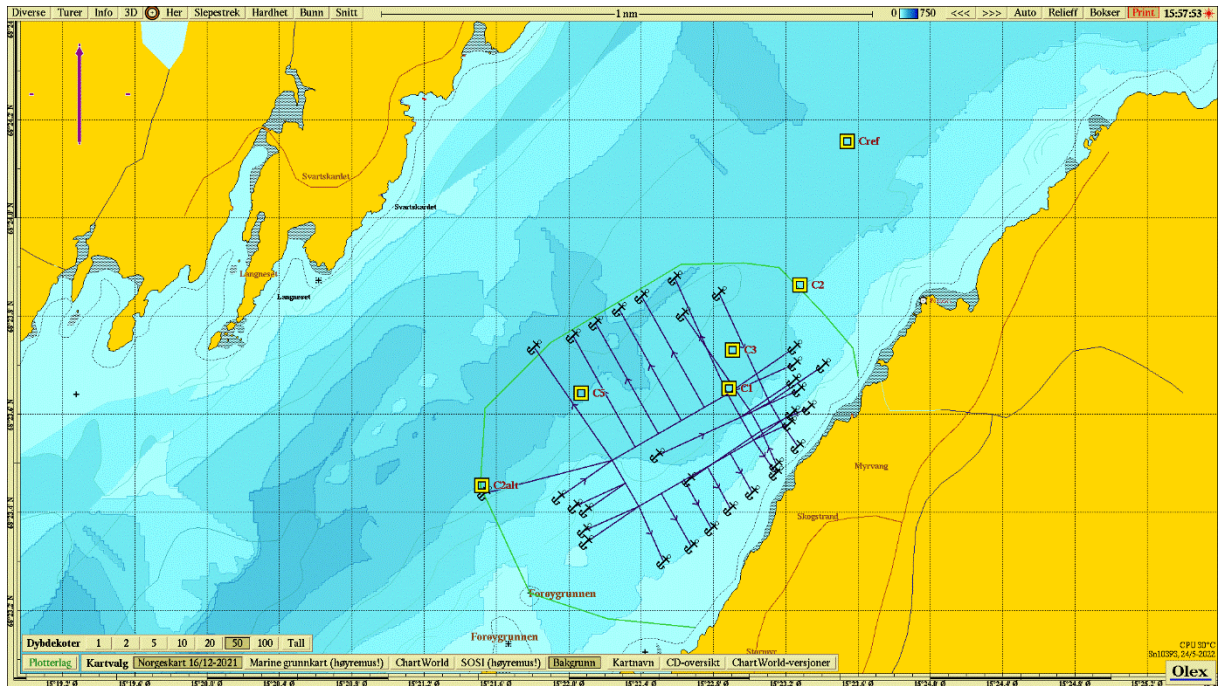 Diverse Turer Info 3D Her Slepestrek Hardhet Bunn Snitt 1 nm 0 750 <<< >>> Auto Relieff Bokser Print 15:57:53
Cref
Svartskardet
Svartskardet
Langneset
Langneset
C2
C3
C1
C5
C2alt
Myrvang
Skogstrand
Forøygrunnen
Forøygrunnen
Dybdekoter 1 2 5 10 20 50 100 Tall
Plotterlag Kartvalg Norgeskart 16/12-2021 Marine grunnkart (høyremus!) ChartWorld SOSI (høyremus!) Bakgrunn Kartnavn CD-oversikt ChartWorld-versjoner
Olex